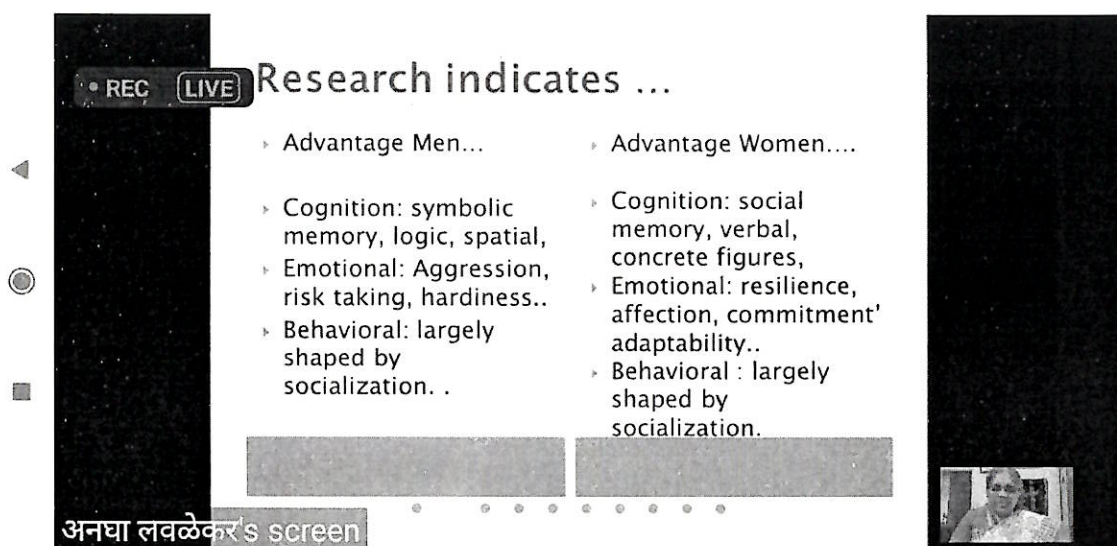 • REC LIVE
Research indicates ...
Advantage Men...
Cognition: symbolic
memory, logic, spatial,
Emotional: Aggression,
risk taking, hardiness..
Behavioral: largely
shaped by
socialization. .
Advantage Women....
Cognition: social
memory, verbal,
concrete figures,
Emotional: resilience,
affection, commitment'
adaptability..
Behavioral : largely
shaped by
socialization.
अनघा लवळेकर's screen